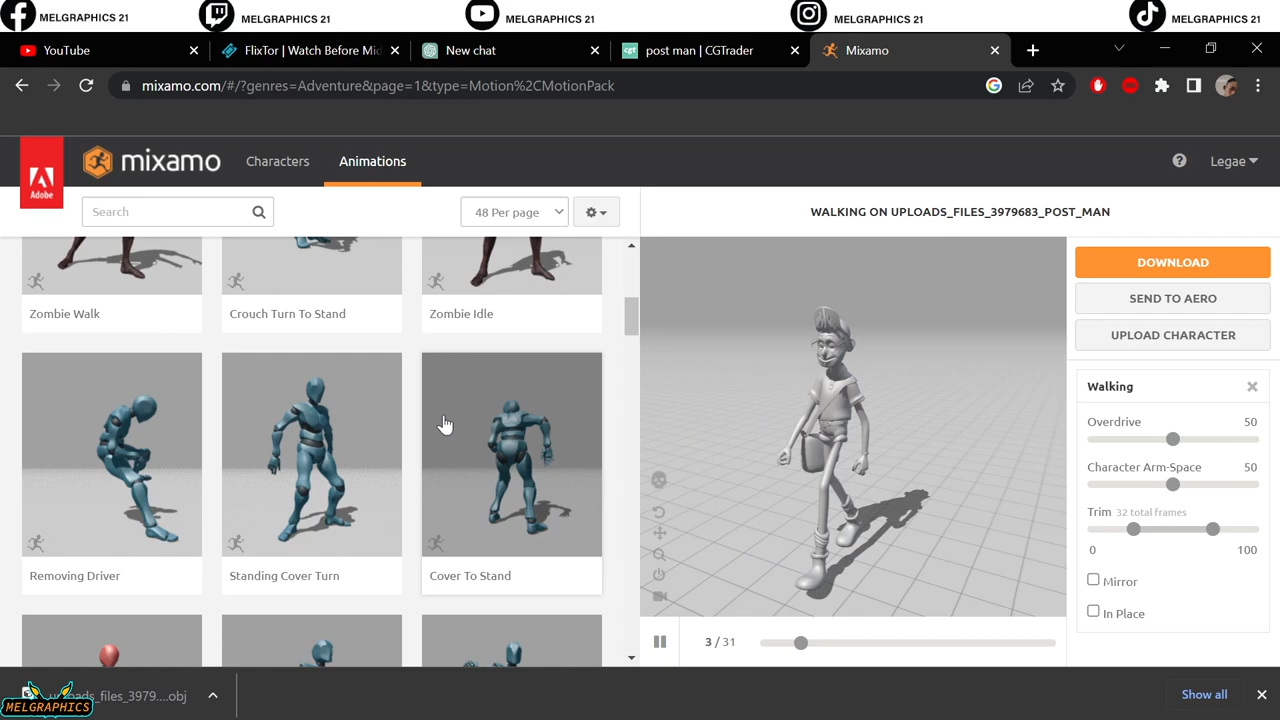 MELGRAPHICS 21
MELGRAPHICS 21
MELGRAPHICS 21
MELGRAPHICS 21
MELGRAPHICS 21
YouTube
FlixTor | Watch Before Mid
New chat
post man | CGTrader
Mixamo
mixamo.com/#/?genres=Adventure&page=1&type=Motion%2CMotionPack
Adobe
mixamo
Characters
Animations
Legae
Search
48 Per page
WALKING ON UPLOADS_FILES_3979683_POST_MAN
DOWNLOAD
SEND TO AERO
UPLOAD CHARACTER
Zombie Walk
Crouch Turn To Stand
Zombie Idle
Removing Driver
Standing Cover Turn
Cover To Stand
Walking
Overdrive 50
Character Arm-Space 50
Trim 32 total frames
0 100
Mirror
In Place
3 / 31
uploads_files_3979....obj
MELGRAPHICS
Show all